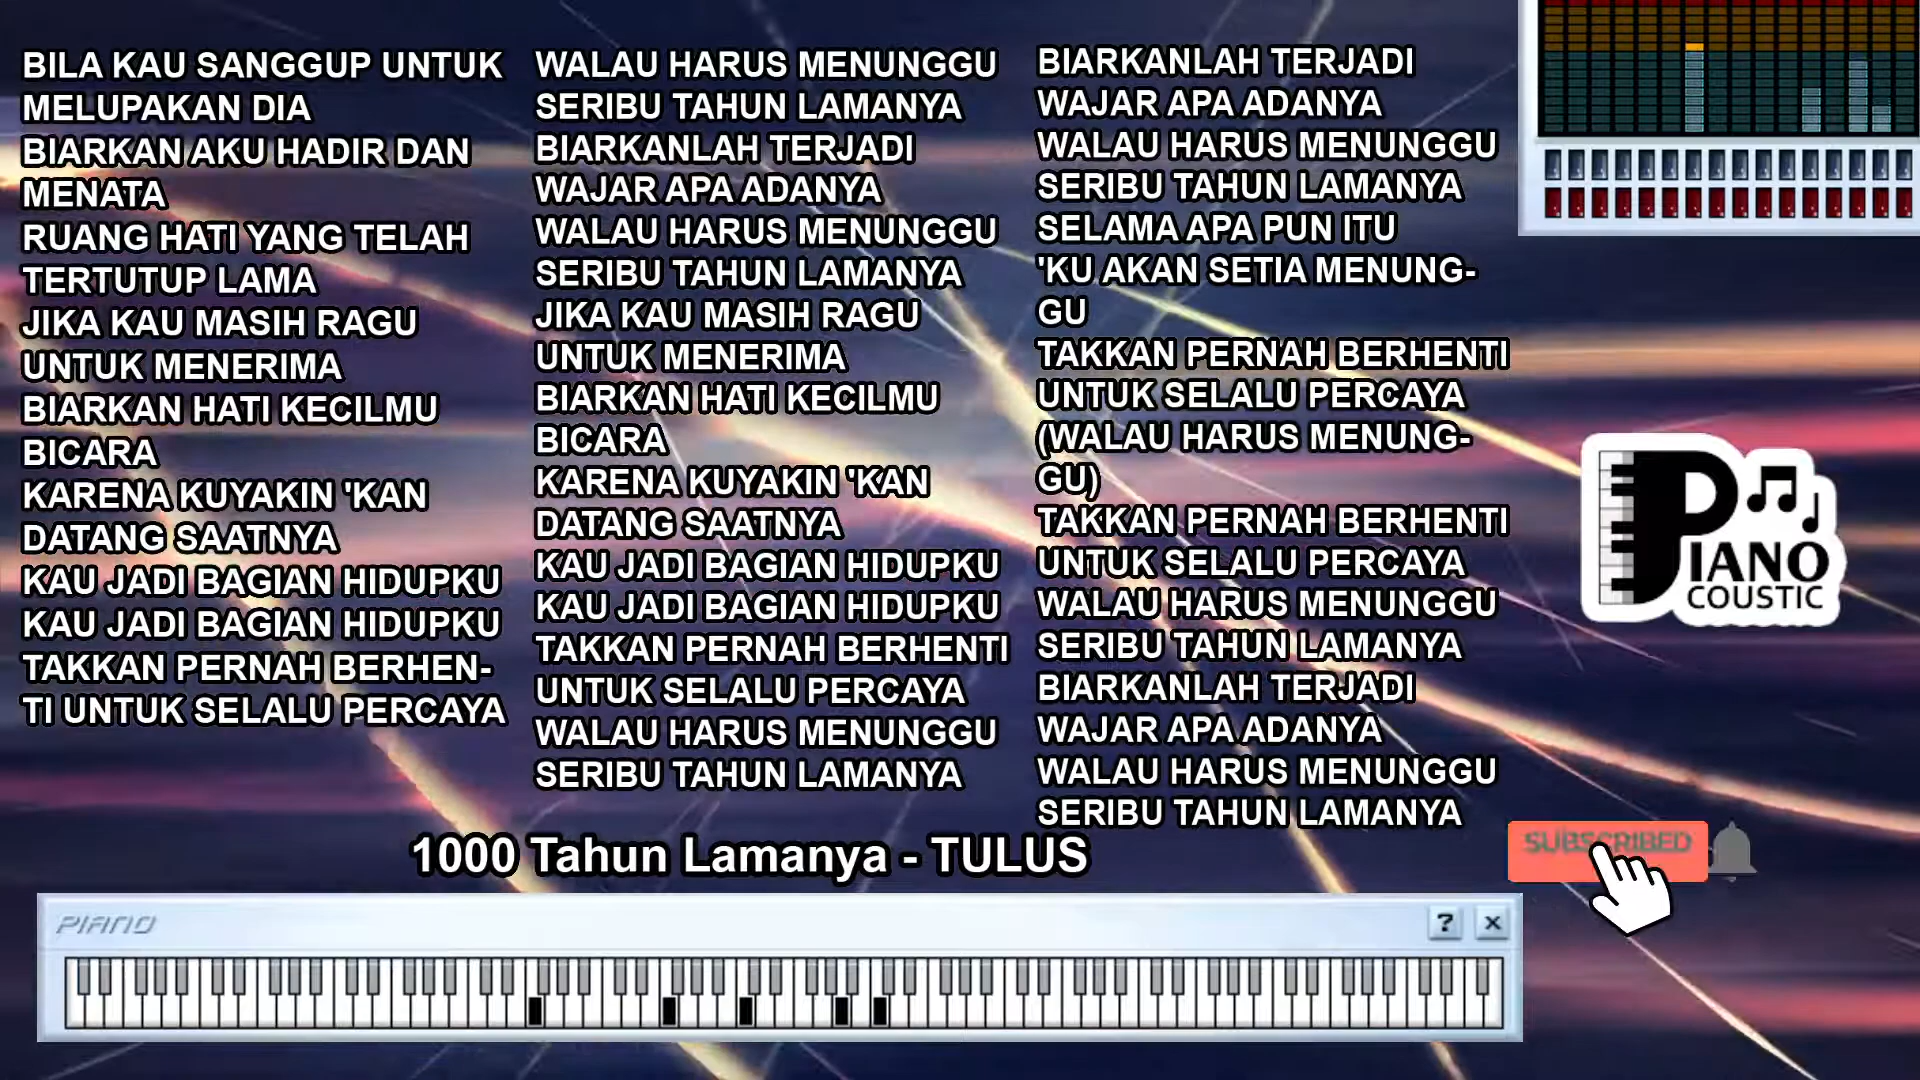 BILA KAU SANGGUP UNTUK
MELUPAKAN DIA
BIARKAN AKU HADIR DAN
MENATA
RUANG HATI YANG TELAH
TERTUTUP LAMA
JIKA KAU MASIH RAGU
UNTUK MENERIMA
BIARKAN HATI KECILMU
BICARA
KARENA KUYAKIN 'KAN
DATANG SAATNYA
KAU JADI BAGIAN HIDUPKU
KAU JADI BAGIAN HIDUPKU
TAKKAN PERNAH BERHEN-
TI UNTUK SELALU PERCAYA
WALAU HARUS MENUNGGU
SERIBU TAHUN LAMANYA
BIARKANLAH TERJADI
WAJAR APA ADANYA
WALAU HARUS MENUNGGU
SERIBU TAHUN LAMANYA
JIKA KAU MASIH RAGU
UNTUK MENERIMA
BIARKAN HATI KECILMU
BICARA
KARENA KUYAKIN 'KAN
DATANG SAATNYA
KAU JADI BAGIAN HIDUPKU
KAU JADI BAGIAN HIDUPKU
TAKKAN PERNAH BERHENTI
UNTUK SELALU PERCAYA
WALAU HARUS MENUNGGU
SERIBU TAHUN LAMANYA
BIARKANLAH TERJADI
WAJAR APA ADANYA
WALAU HARUS MENUNGGU
SERIBU TAHUN LAMANYA
SELAMA APA PUN ITU
'KU AKAN SETIA MENUNG-
GU
TAKKAN PERNAH BERHENTI
UNTUK SELALU PERCAYA
(WALAU HARUS MENUNG-
GU)
TAKKAN PERNAH BERHENTI
UNTUK SELALU PERCAYA
WALAU HARUS MENUNGGU
SERIBU TAHUN LAMANYA
BIARKANLAH TERJADI
WAJAR APA ADANYA
WALAU HARUS MENUNGGU
SERIBU TAHUN LAMANYA
PIANO
COUSTIC
SUBSCRIBED
1000 Tahun Lamanya - TULUS
PIANO
? ×